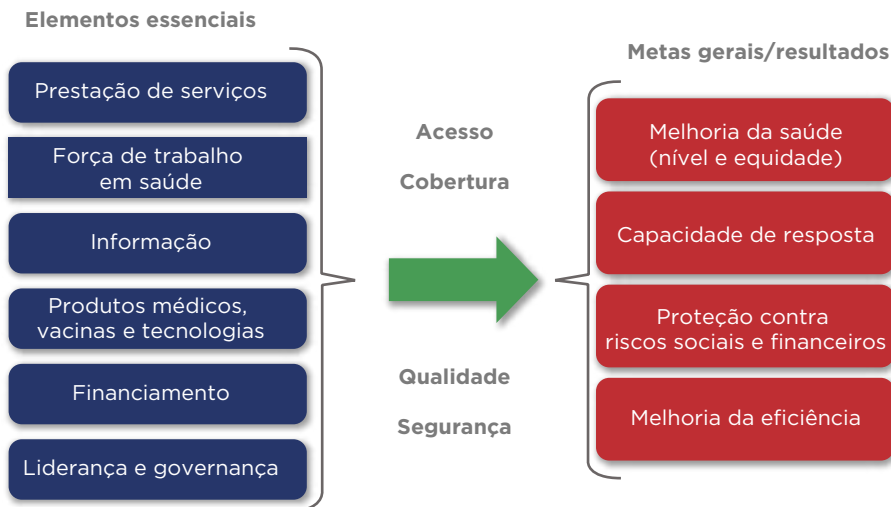 Elementos essenciais
Prestação de serviços
Força de trabalho
em saúde
Informação
Produtos médicos,
vacinas e tecnologias
Financiamento
Liderança e governança
Acesso
Cobertura
Qualidade
Segurança
Metas gerais/resultados
Melhoria da saúde
(nível e equidade)
Capacidade de resposta
Proteção contra
riscos sociais e financeiros
Melhoria da eficiência